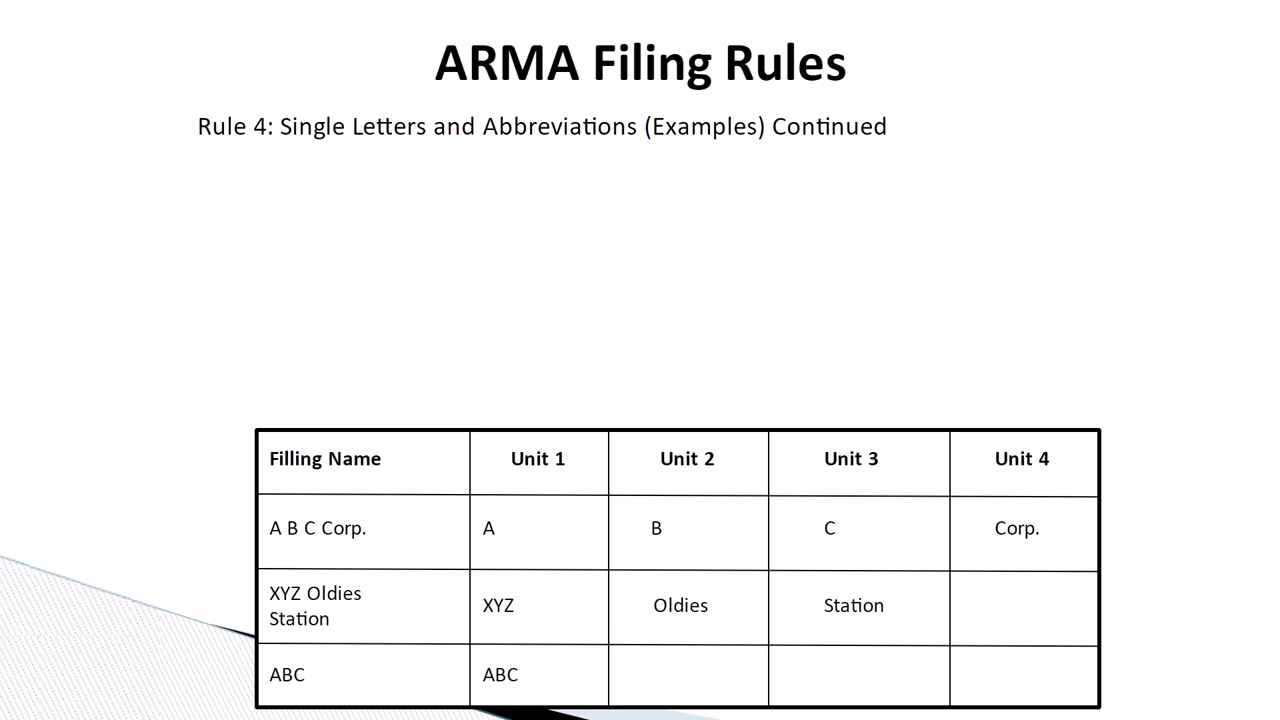 ARMA Filing Rules
Rule 4: Single Letters and Abbreviations (Examples) Continued
Filling Name Unit 1 Unit 2 Unit 3 Unit 4
A B C Corp. A B C Corp.
XYZ Oldies
Station XYZ Oldies Station
ABC ABC